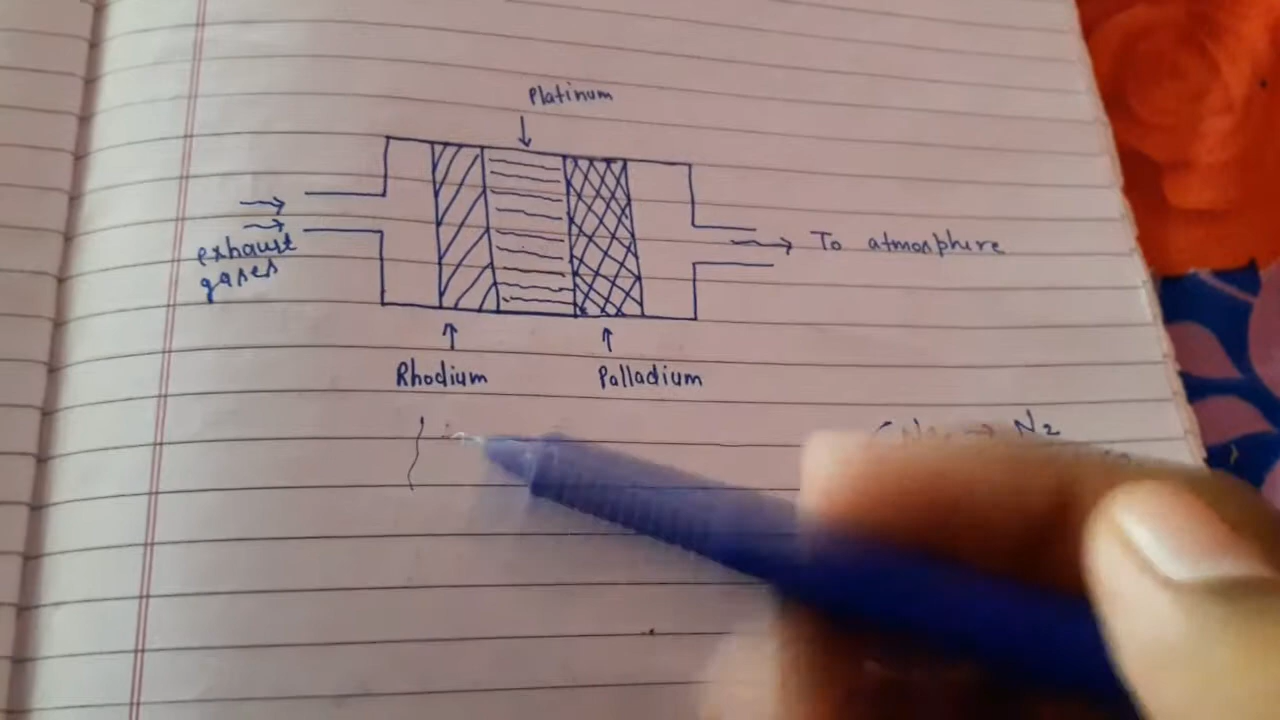 Platinum
exhaust
gases
To atmosphere
Rhodium
Palladium
→ N2